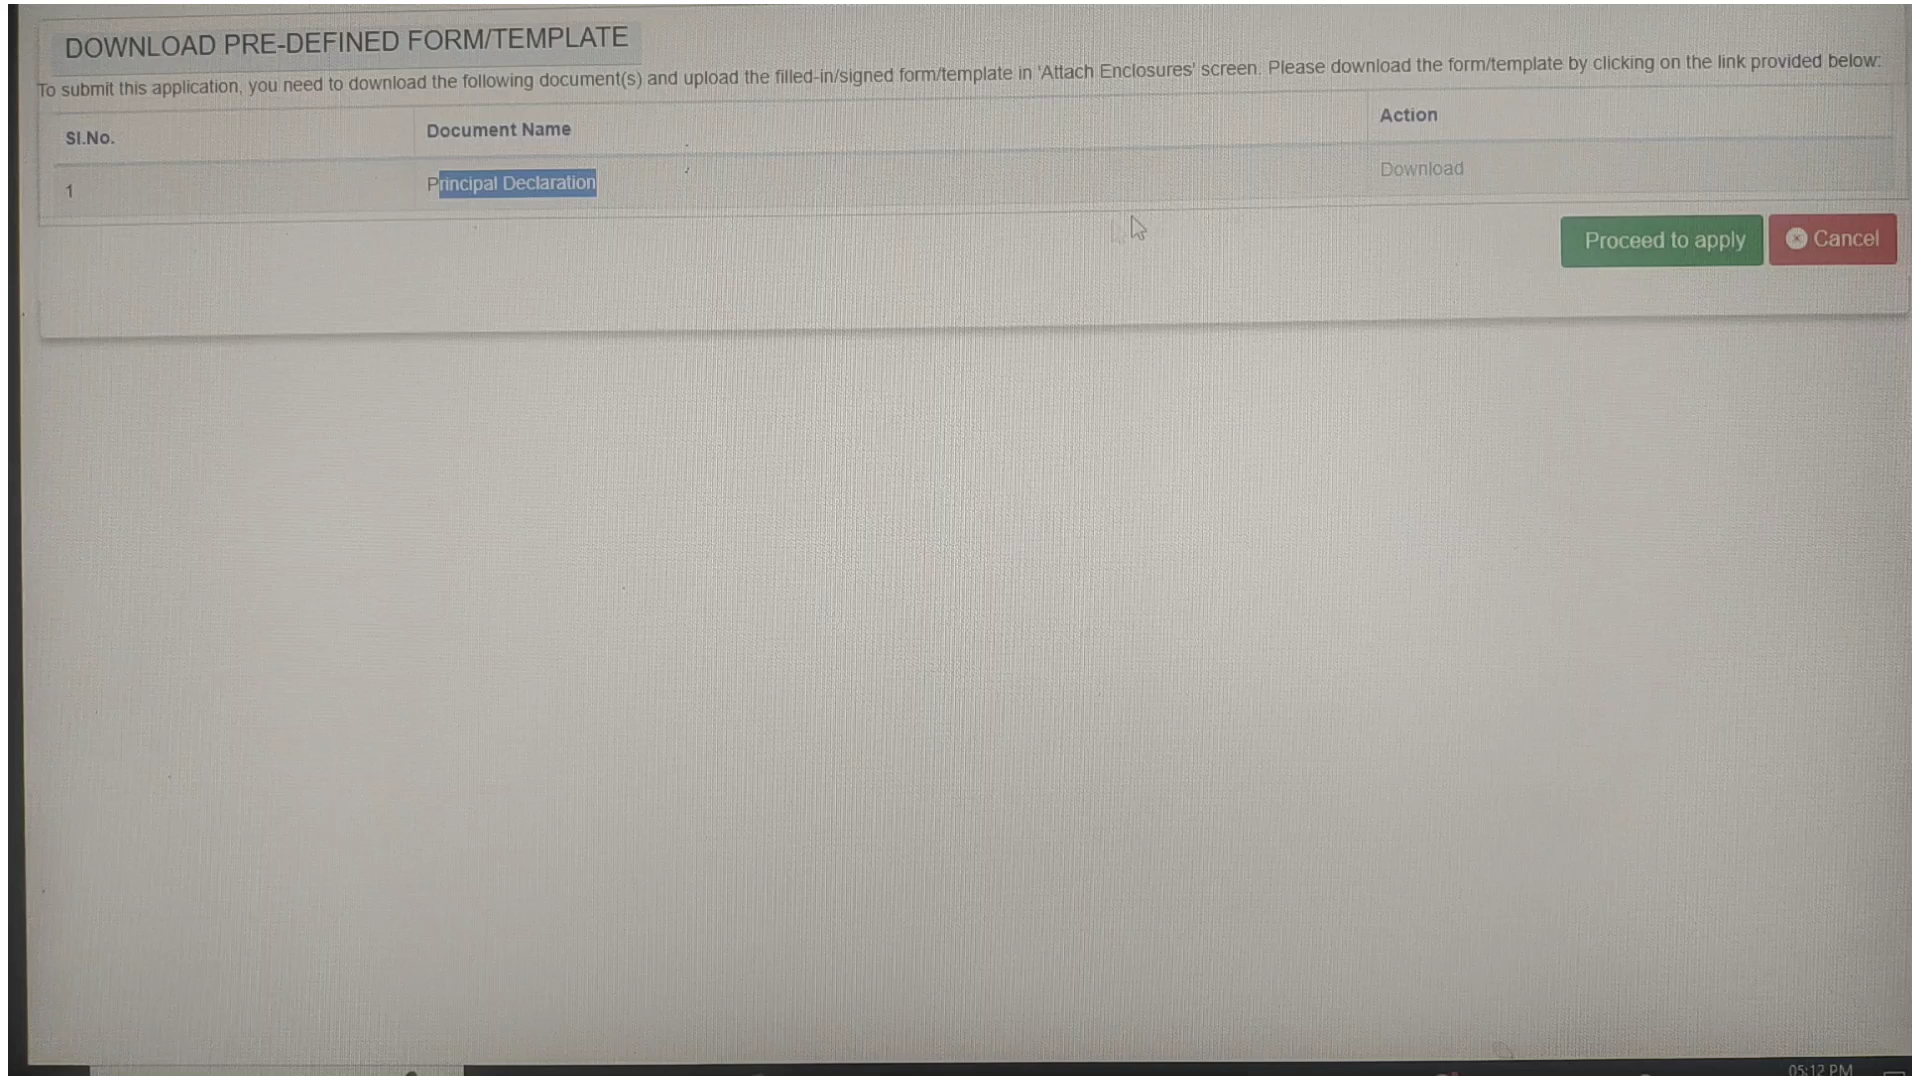 DOWNLOAD PRE-DEFINED FORM/TEMPLATE
To submit this application, you need to download the following document(s) and upload the filled-in/signed form/template in 'Attach Enclosures' screen. Please download the form/template by clicking on the link provided below:
Sl.No. Document Name Action
1 Principal Declaration Download
Proceed to apply Cancel
05:12 PM